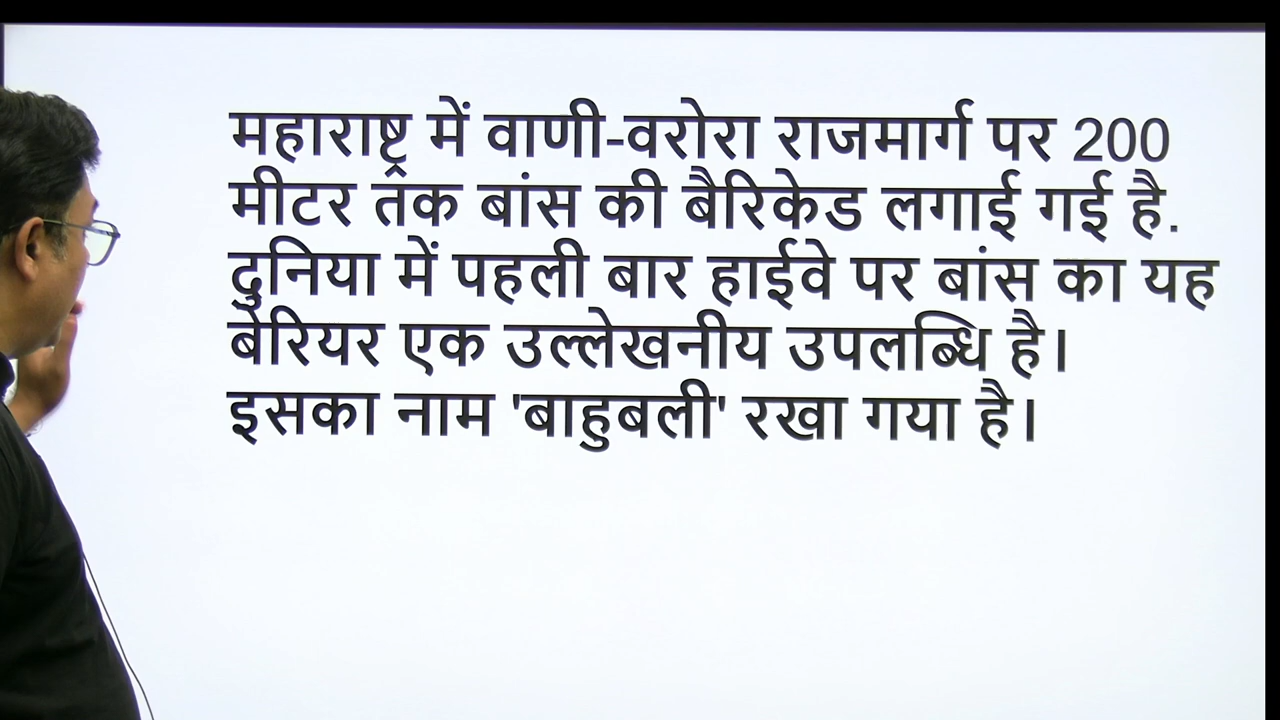 महाराष्ट्र में वाणी-वरोरा राजमार्ग पर 200
मीटर तक बांस की बैरिकेड लगाई गई है.
दुनिया में पहली बार हाईवे पर बांस का यह
बेरियर एक उल्लेखनीय उपलब्धि है।
इसका नाम 'बाहुबली' रखा गया है।